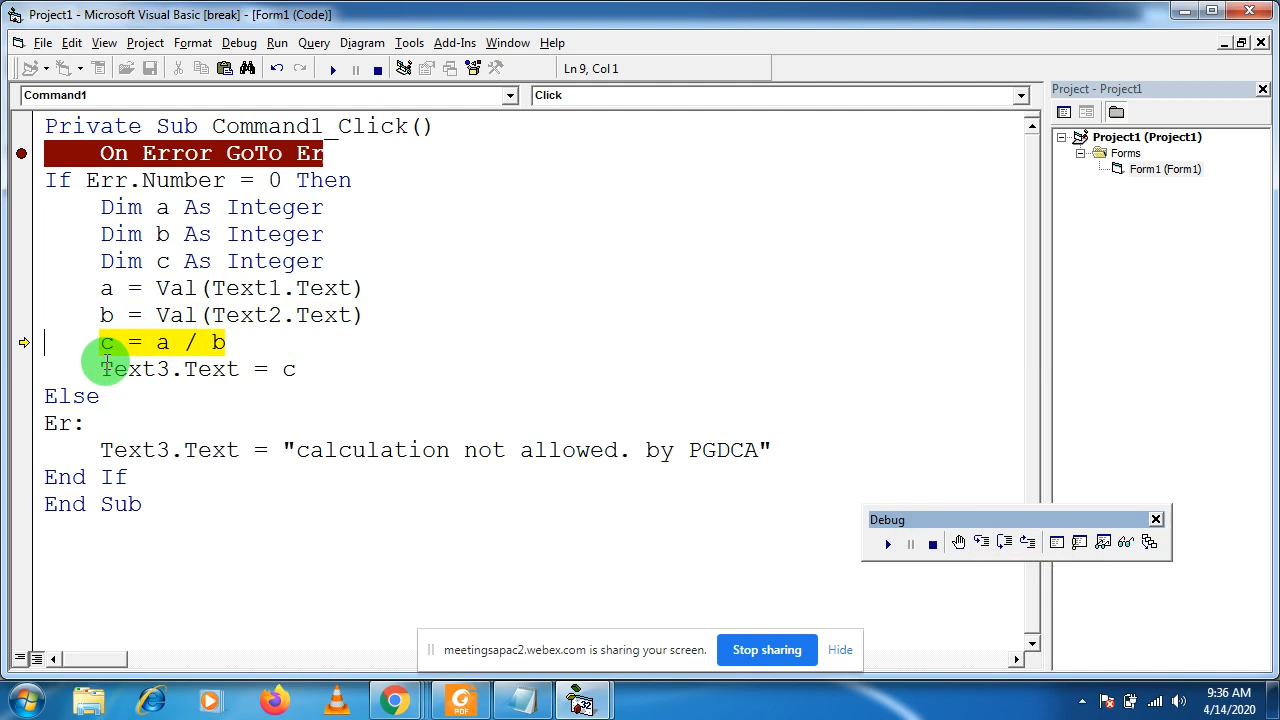 Project1 - Microsoft Visual Basic [break] - [Form1 (Code)]
File Edit View Project Format Debug Run Query Diagram Tools Add-Ins Window Help
Ln 9, Col 1
Command1 Click
Private Sub Command1_Click()
On Error GoTo Er
If Err.Number = 0 Then
Dim a As Integer
Dim b As Integer
Dim c As Integer
a = Val(Text1.Text)
b = Val(Text2.Text)
c = a / b
Text3.Text = c
Else
Er:
Text3.Text = "calculation not allowed. by PGDCA"
End If
End Sub
Project - Project1
Project1 (Project1)
Forms
Form1 (Form1)
Debug
meetingsapac2.webex.com is sharing your screen. Stop sharing Hide
PDF
32
9:36 AM
4/14/2020